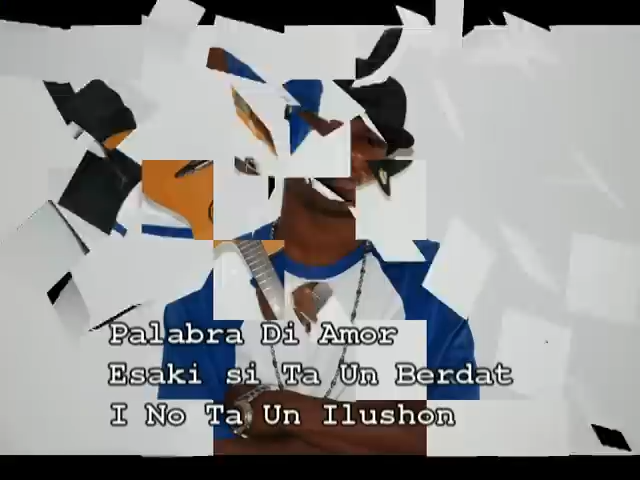 Palabra Di Amor
Esaki si Ta Un Berdat
I No Ta Un Ilushon